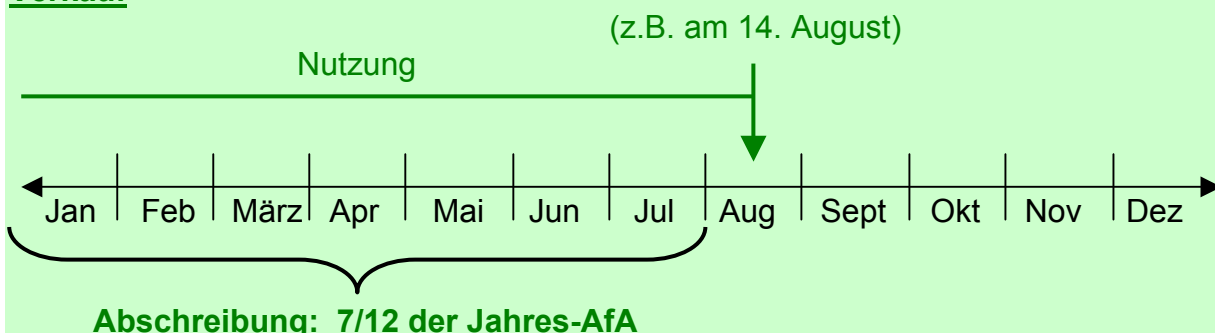 (z.B. am 14. August)
Nutzung
Jan Feb März Apr Mai Jun Jul Aug Sept Okt Nov Dez
Abschreibung: 7/12 der Jahres-AfA